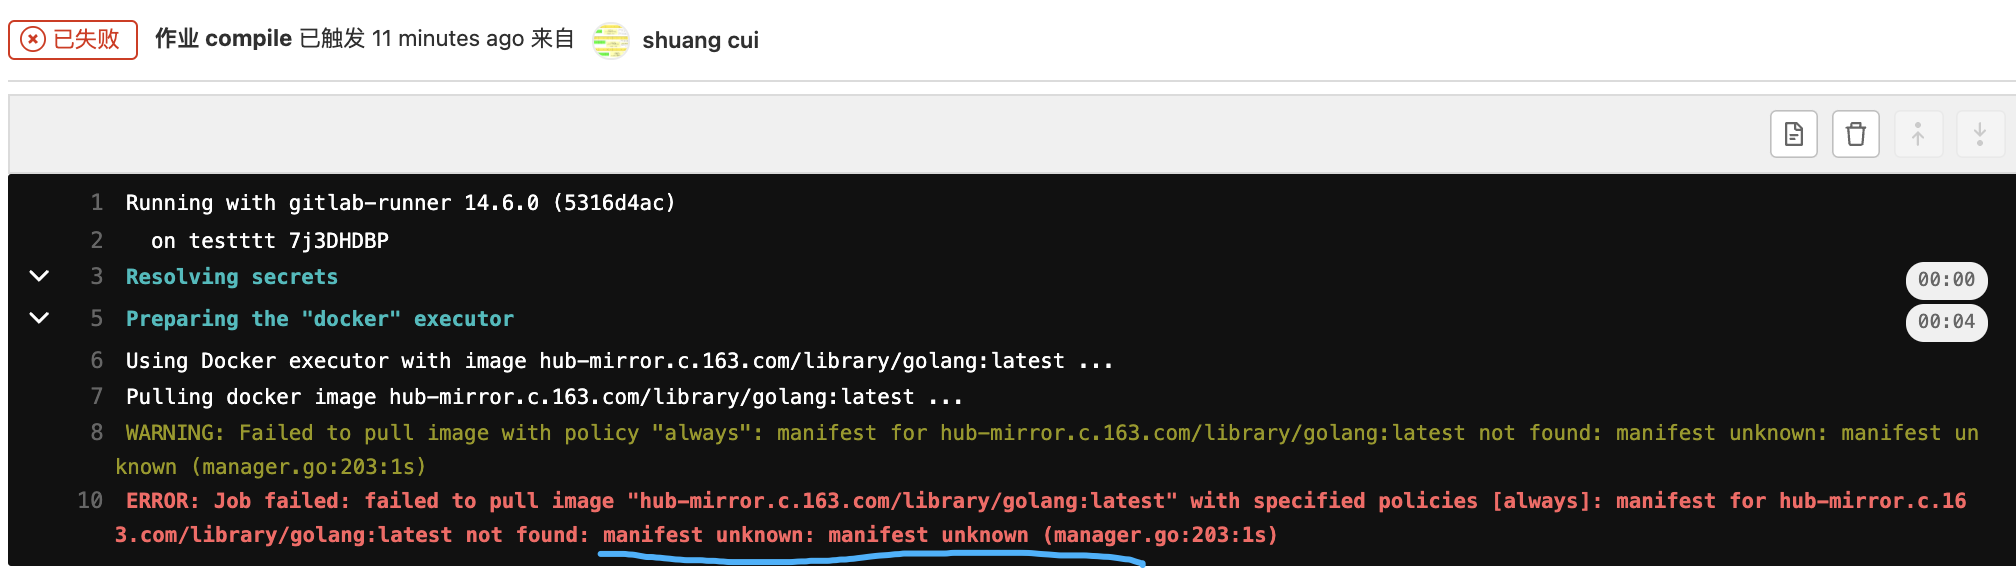 已失败 作业 compile 已触发 11 minutes ago 来自 shuang cui
1 Running with gitlab-runner 14.6.0 (5316d4ac)
2 on testttt 7j3DHDBP
3 Resolving secrets 00:00
5 Preparing the "docker" executor 00:04
6 Using Docker executor with image hub-mirror.c.163.com/library/golang:latest ...
7 Pulling docker image hub-mirror.c.163.com/library/golang:latest ...
8 WARNING: Failed to pull image with policy "always": manifest for hub-mirror.c.163.com/library/golang:latest not found: manifest unknown: manifest un
known (manager.go:203:1s)
10 ERROR: Job failed: failed to pull image "hub-mirror.c.163.com/library/golang:latest" with specified policies [always]: manifest for hub-mirror.c.16
3.com/library/golang:latest not found: manifest unknown: manifest unknown (manager.go:203:1s)